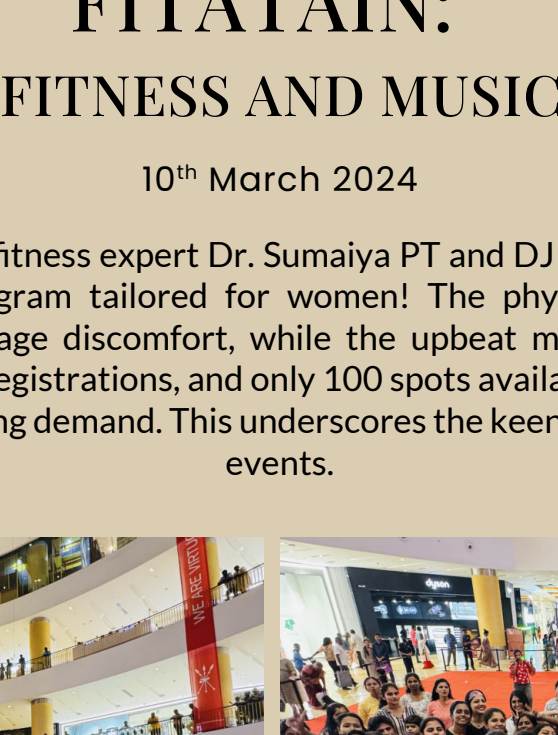 FITATAIN:
FITNESS AND MUSIC
10th March 2024
fitness expert Dr. Sumaiya PT and DJ
gram tailored for women! The phy
age discomfort, while the upbeat m
egistrations, and only 100 spots availa
ng demand. This underscores the keen
events.
WE ARE VIRTU
dyson